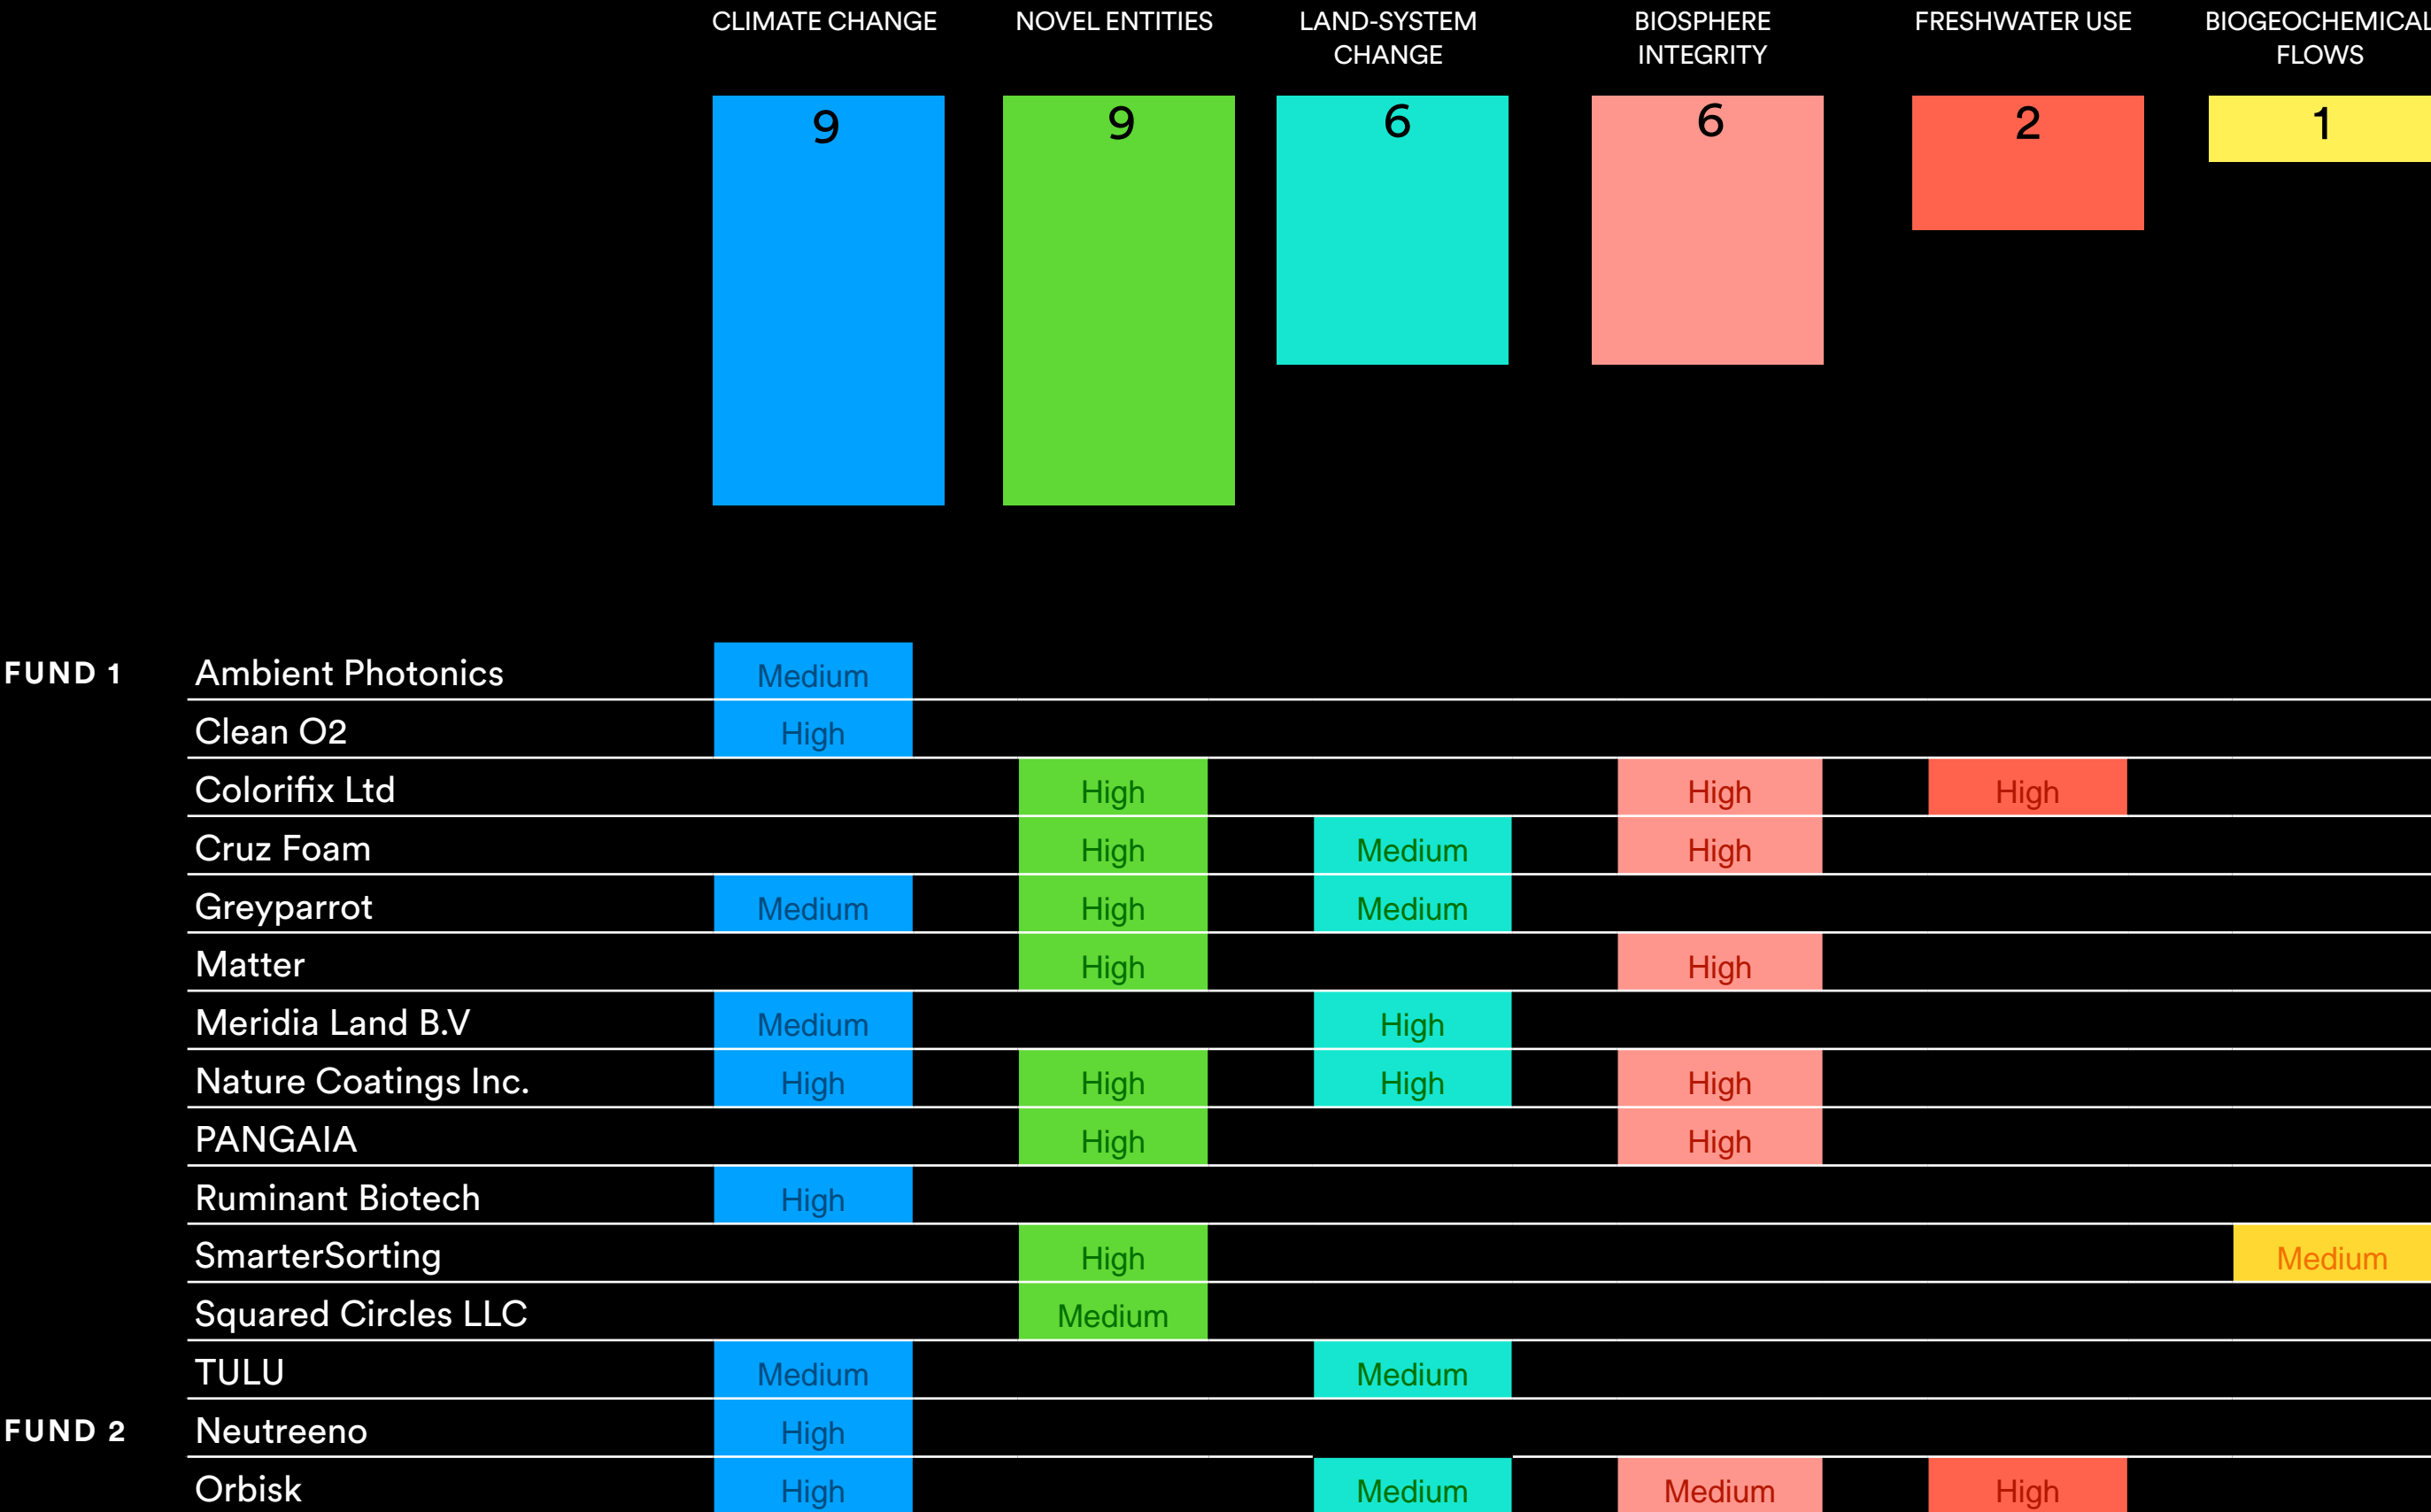 CLIMATE CHANGE NOVEL ENTITIES LAND-SYSTEM CHANGE BIOSPHERE INTEGRITY FRESHWATER USE BIOGEOCHEMICAL FLOWS
9 9 6 6 2 1
FUND 1 Ambient Photonics Medium
Clean O2 High
Colorifix Ltd High High High
Cruz Foam High Medium High
Greyparrot Medium High Medium
Matter High High
Meridia Land B.V Medium High
Nature Coatings Inc. High High High High
PANGAIA High High
Ruminant Biotech High
SmarterSorting High Medium
Squared Circles LLC Medium
TULU Medium Medium
FUND 2 Neutreeno High
Orbisk High Medium Medium High